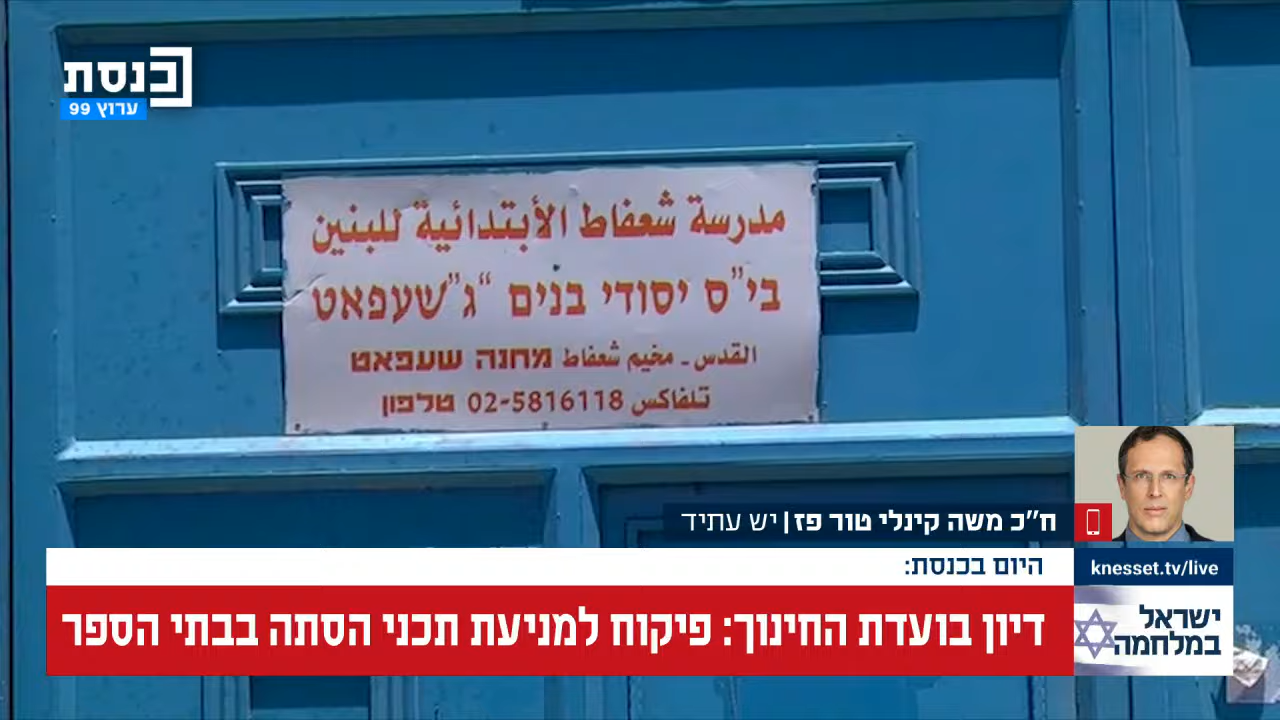 כנסת
ערוץ 99
مدرسة شعفاط الأبتدائية للبنين
בי"ס יסודי בנים "ג"שעפאט
القدس - مخيم شعفاط מחנה שעפאט
تلفاكس 02-5816118 טלפון
ח"כ משה קינלי טור פז | יש עתיד
היום בכנסת:
knesset.tv/live
דיון בועדת החינוך: פיקוח למניעת תכני הסתה בבתי הספר
ישראל
במלחמה